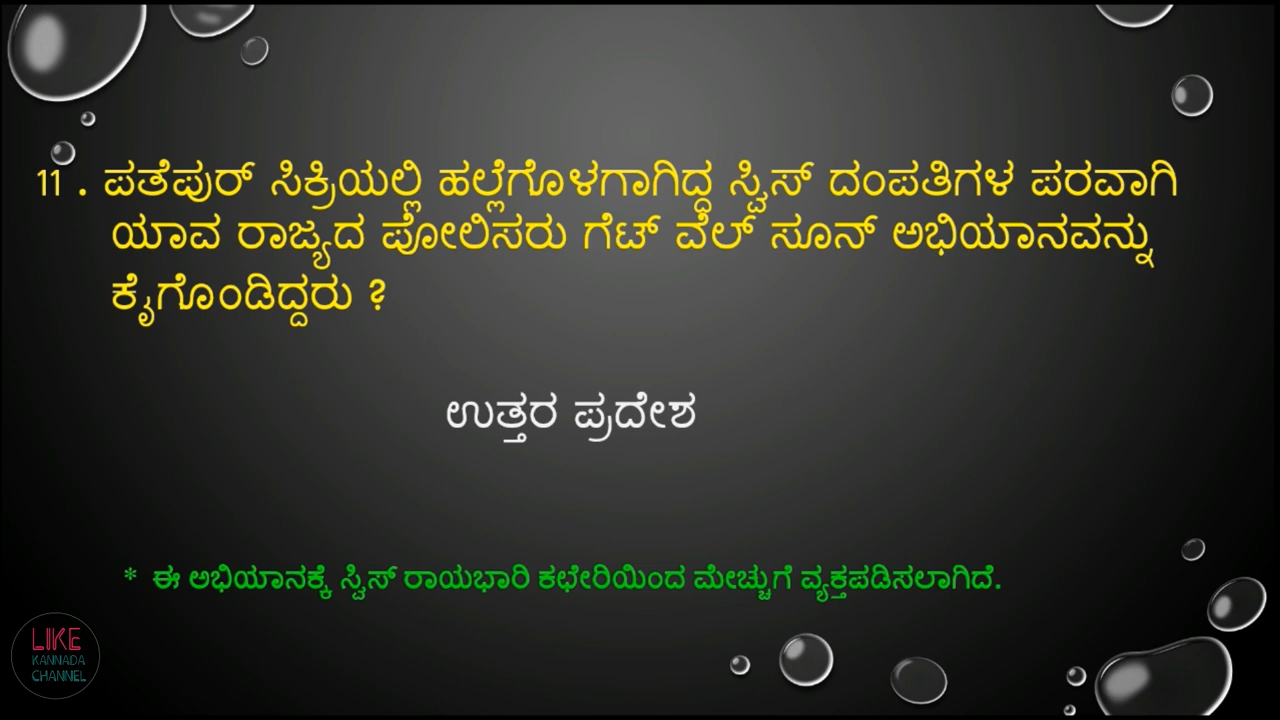 11 . ಪತೆಪುರ್ ಸಿಕ್ರಿಯಲ್ಲಿ ಹಲ್ಲೆಗೊಳಗಾಗಿದ್ದ ಸ್ವಿಸ್ ದಂಪತಿಗಳ ಪರವಾಗಿ
ಯಾವ ರಾಜ್ಯದ ಪೋಲಿಸರು ಗೆಟ್ ವೆಲ್ ಸೂನ್ ಅಭಿಯಾನವನ್ನು
ಕೈಗೊಂಡಿದ್ದರು ?
ಉತ್ತರ ಪ್ರದೇಶ
* ಈ ಅಭಿಯಾನಕ್ಕೆ ಸ್ವಿಸ್ ರಾಯಭಾರಿ ಕಛೇರಿಯಿಂದ ಮೇಚ್ಚುಗೆ ವ್ಯಕ್ತಪಡಿಸಲಾಗಿದೆ.
LIKE
KANNADA
CHANNEL